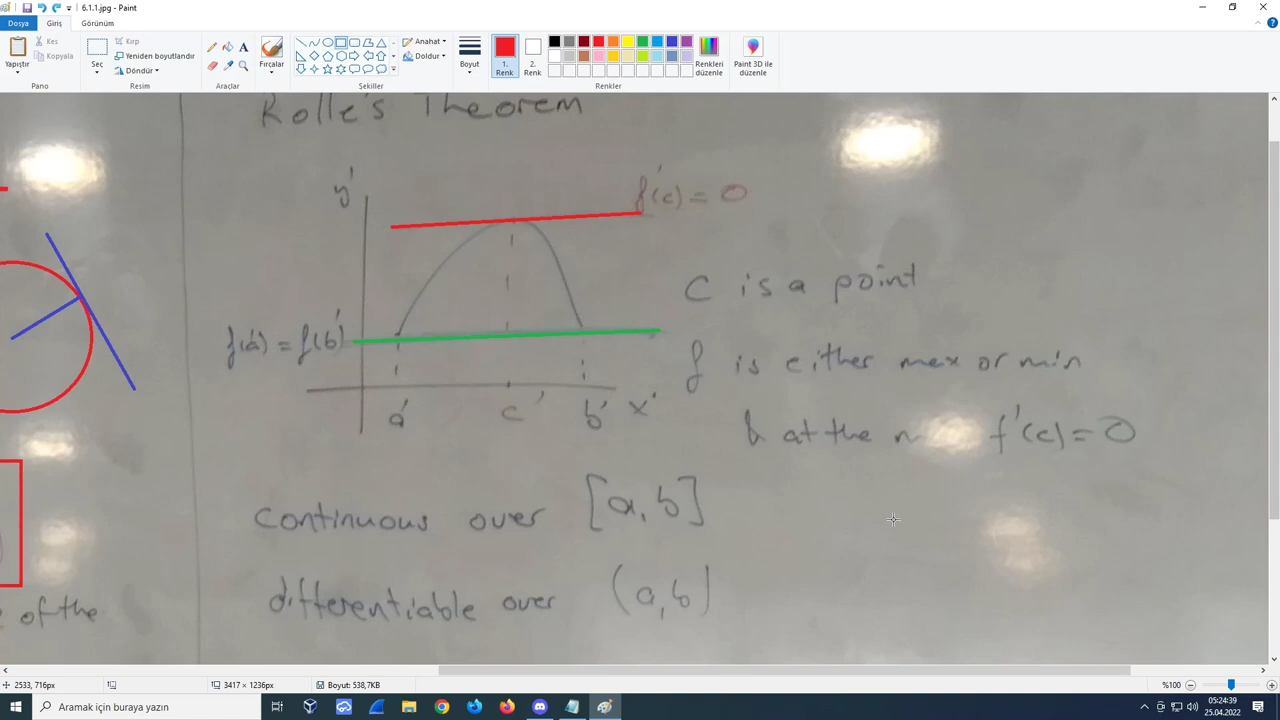 6.1.1.jpg - Paint
Dosya Giriş Görünüm
Yapıştır
Kes
Kopyala
Pano
Seç
Kırp
Yeniden boyutlandır
Döndür
Resim
Araçlar
Fırçalar
Anahat
Doldur
Şekiller
Boyut
1. Renk
2. Renk
Renkleri düzenle
Renkler
Paint 3D ile düzenle
Rolle's Theorem
y'
f'(c) = 0
c is a point
f(a) = f(b)
f is either max or min
a' c' b' x'
& at the f'(c) = 0
continuous over [a, b]
differentiable over (a, b)
of the
2533, 716px
3417 × 1236px
Boyut: 538,7KB
%100
Aramak için buraya yazın
05:24:39
25.04.2022